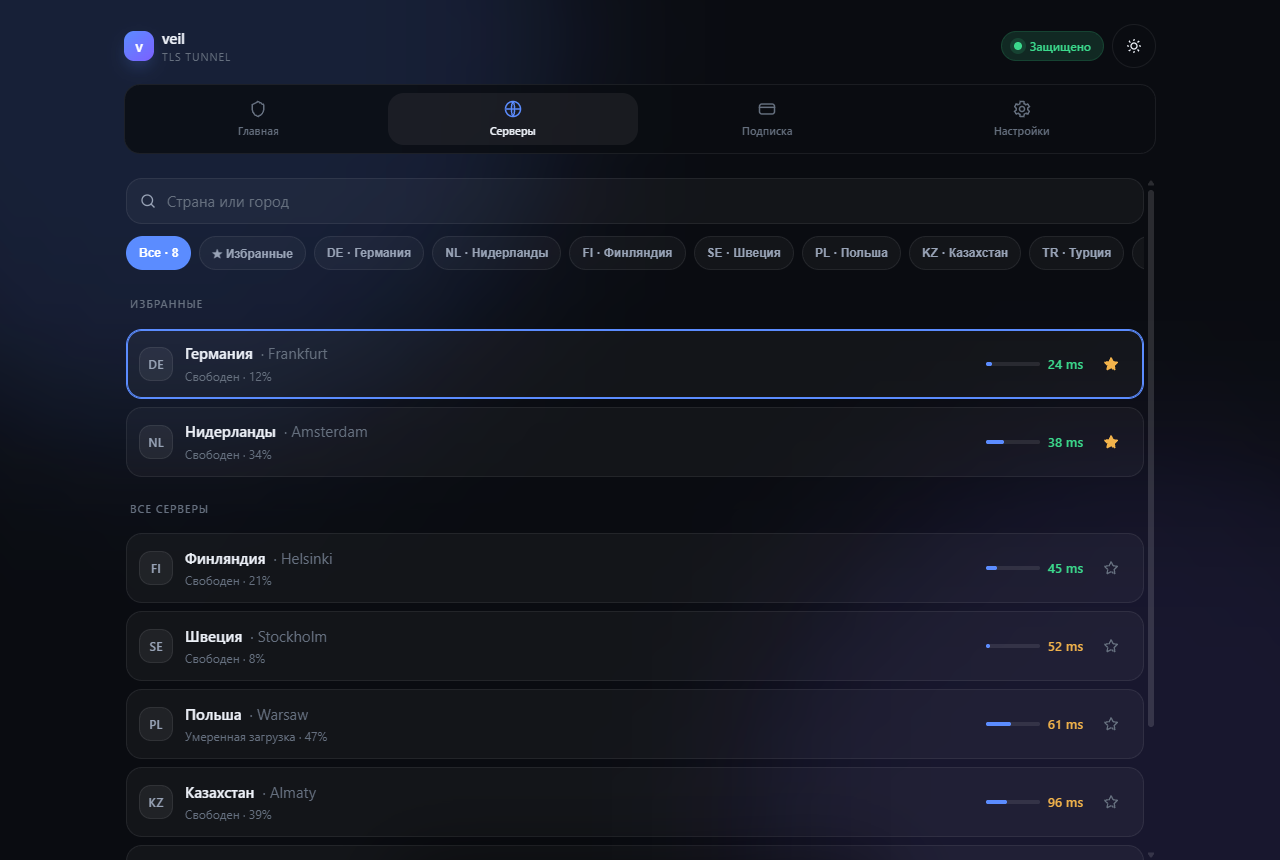 v
veil
TLS TUNNEL
Защищено
Главная
Серверы
Подписка
Настройки
Страна или город
Все · 8
★ Избранные
DE · Германия
NL · Нидерланды
FI · Финляндия
SE · Швеция
PL · Польша
KZ · Казахстан
TR · Турция
ИЗБРАННЫЕ
DE
Германия · Frankfurt
Свободен · 12%
24 ms
NL
Нидерланды · Amsterdam
Свободен · 34%
38 ms
ВСЕ СЕРВЕРЫ
FI
Финляндия · Helsinki
Свободен · 21%
45 ms
SE
Швеция · Stockholm
Свободен · 8%
52 ms
PL
Польша · Warsaw
Умеренная загрузка · 47%
61 ms
KZ
Казахстан · Almaty
Свободен · 39%
96 ms